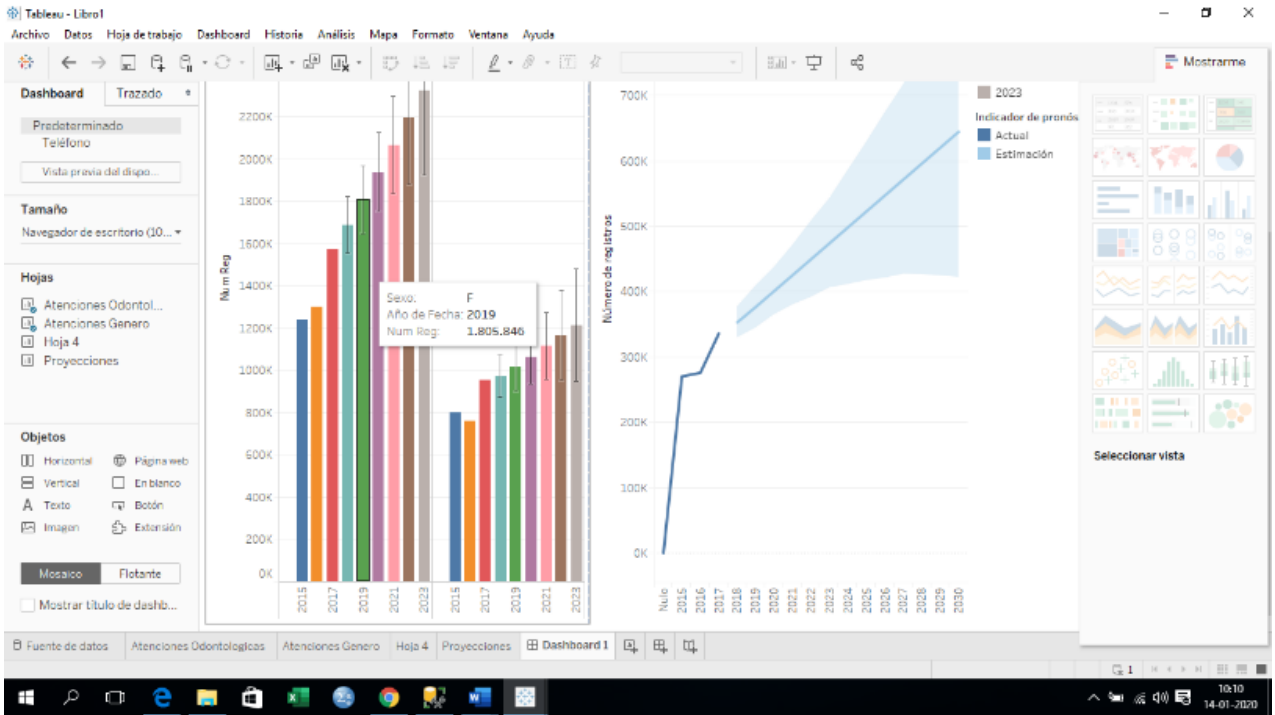 Tableau - Libro1
Archivo Datos Hoja de trabajo Dashboard Historia Análisis Mapa Formato Ventana Ayuda
Mostrarme
Dashboard Trazado
Predeterminado
Teléfono
Vista previa del dispo...
Tamaño
Navegador de escritorio (10...
Hojas
Atenciones Odontol...
Atenciones Genero
Hoja 4
Proyecciones
Objetos
Horizontal Página web
Vertical En blanco
Texto Botón
Imagen Extensión
Mosaico Flotante
Mostrar título de dashb...
Num Reg
2200K
2000K
1800K
1600K
1400K
1200K
1000K
800K
600K
400K
200K
0K
2015 2017 2019 2021 2023 2015 2017 2019 2021 2023
Sexo: F
Año de Fecha: 2019
Num Reg: 1.805.846
Número de registros
700K
600K
500K
400K
300K
200K
100K
0K
Nulo 2015 2016 2017 2018 2019 2020 2021 2022 2023 2024 2025 2026 2027 2028 2029 2030
2023
Indicador de pronós
Actual
Estimación
Seleccionar vista
Fuente de datos Atenciones Odontologicas Atenciones Genero Hoja 4 Proyecciones Dashboard 1
1
10:10
14-01-2020